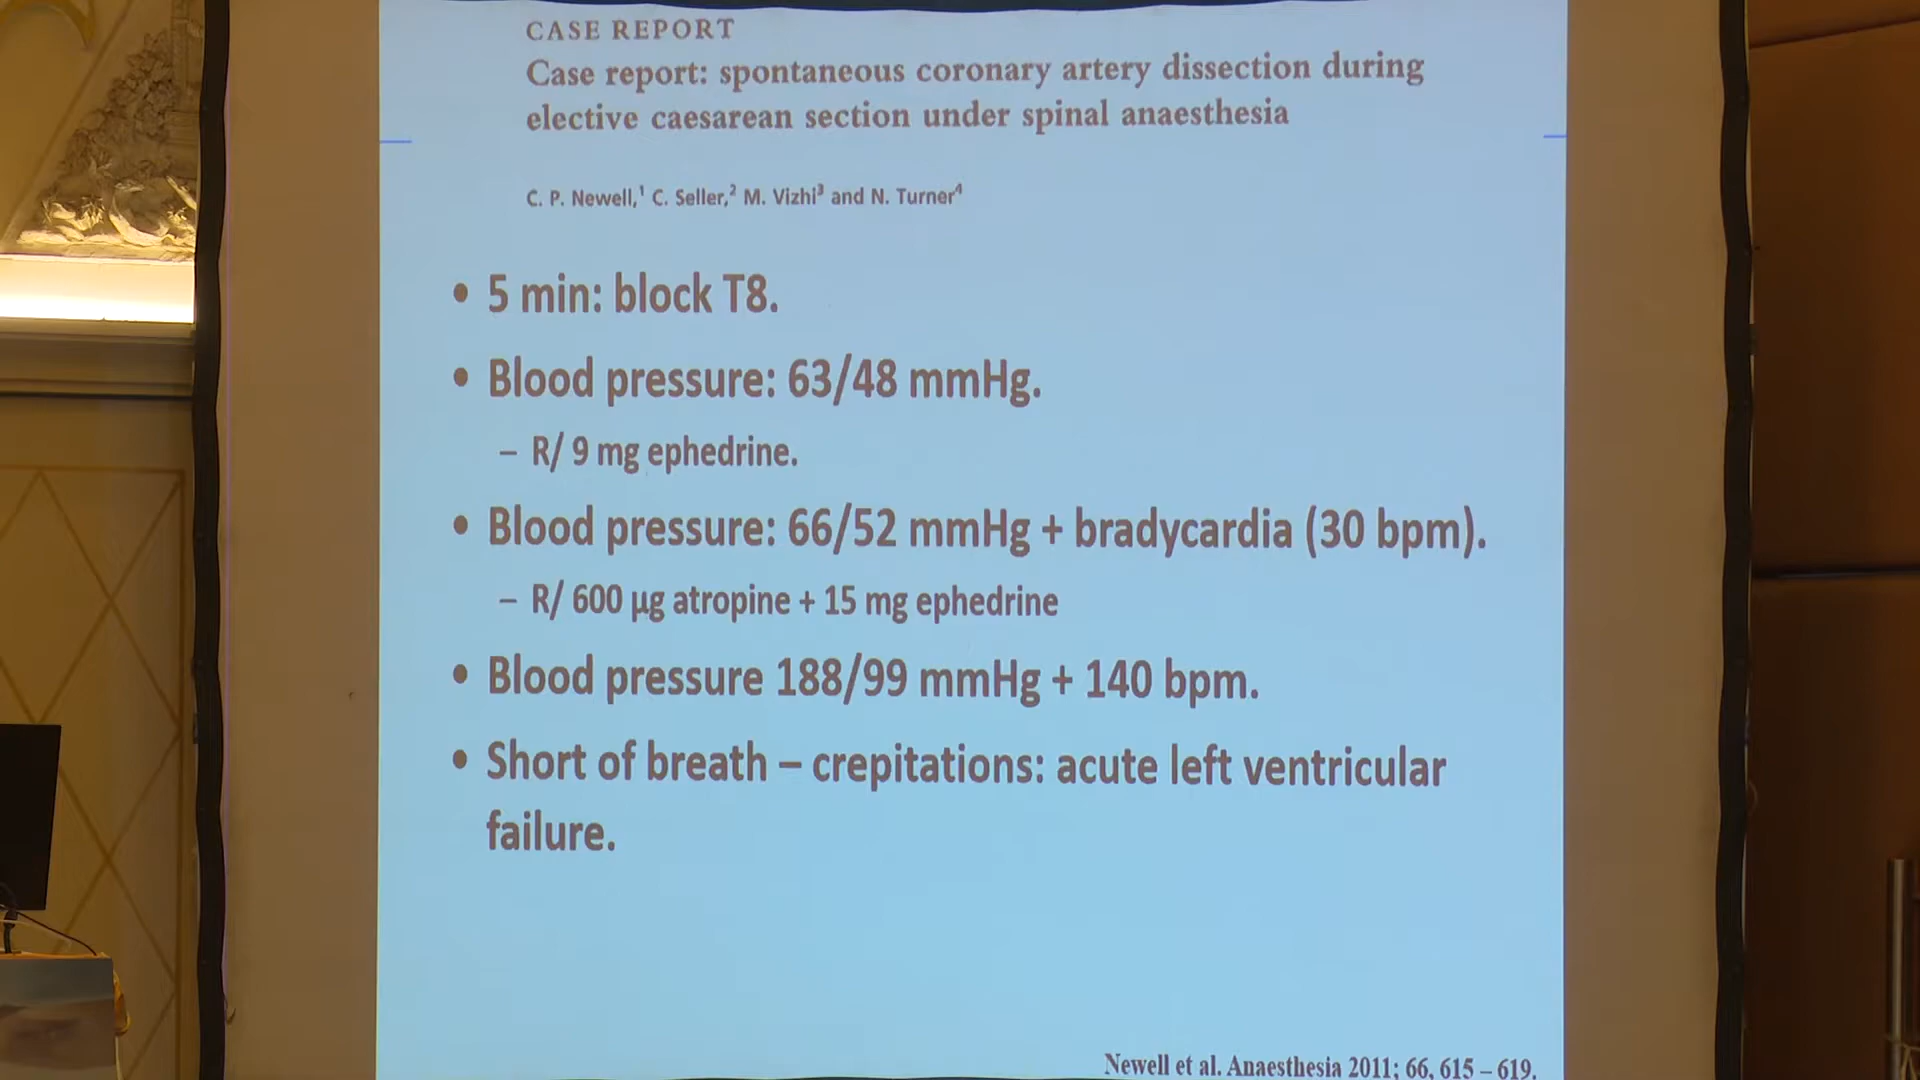 CASE REPORT
Case report: spontaneous coronary artery dissection during
elective caesarean section under spinal anaesthesia
C. P. Newell,¹ C. Seller,² M. Vizhi³ and N. Turner⁴
• 5 min: block T8.
• Blood pressure: 63/48 mmHg.
– R/ 9 mg ephedrine.
• Blood pressure: 66/52 mmHg + bradycardia (30 bpm).
– R/ 600 µg atropine + 15 mg ephedrine
• Blood pressure 188/99 mmHg + 140 bpm.
• Short of breath – crepitations: acute left ventricular
failure.
Newell et al. Anaesthesia 2011; 66, 615 – 619.